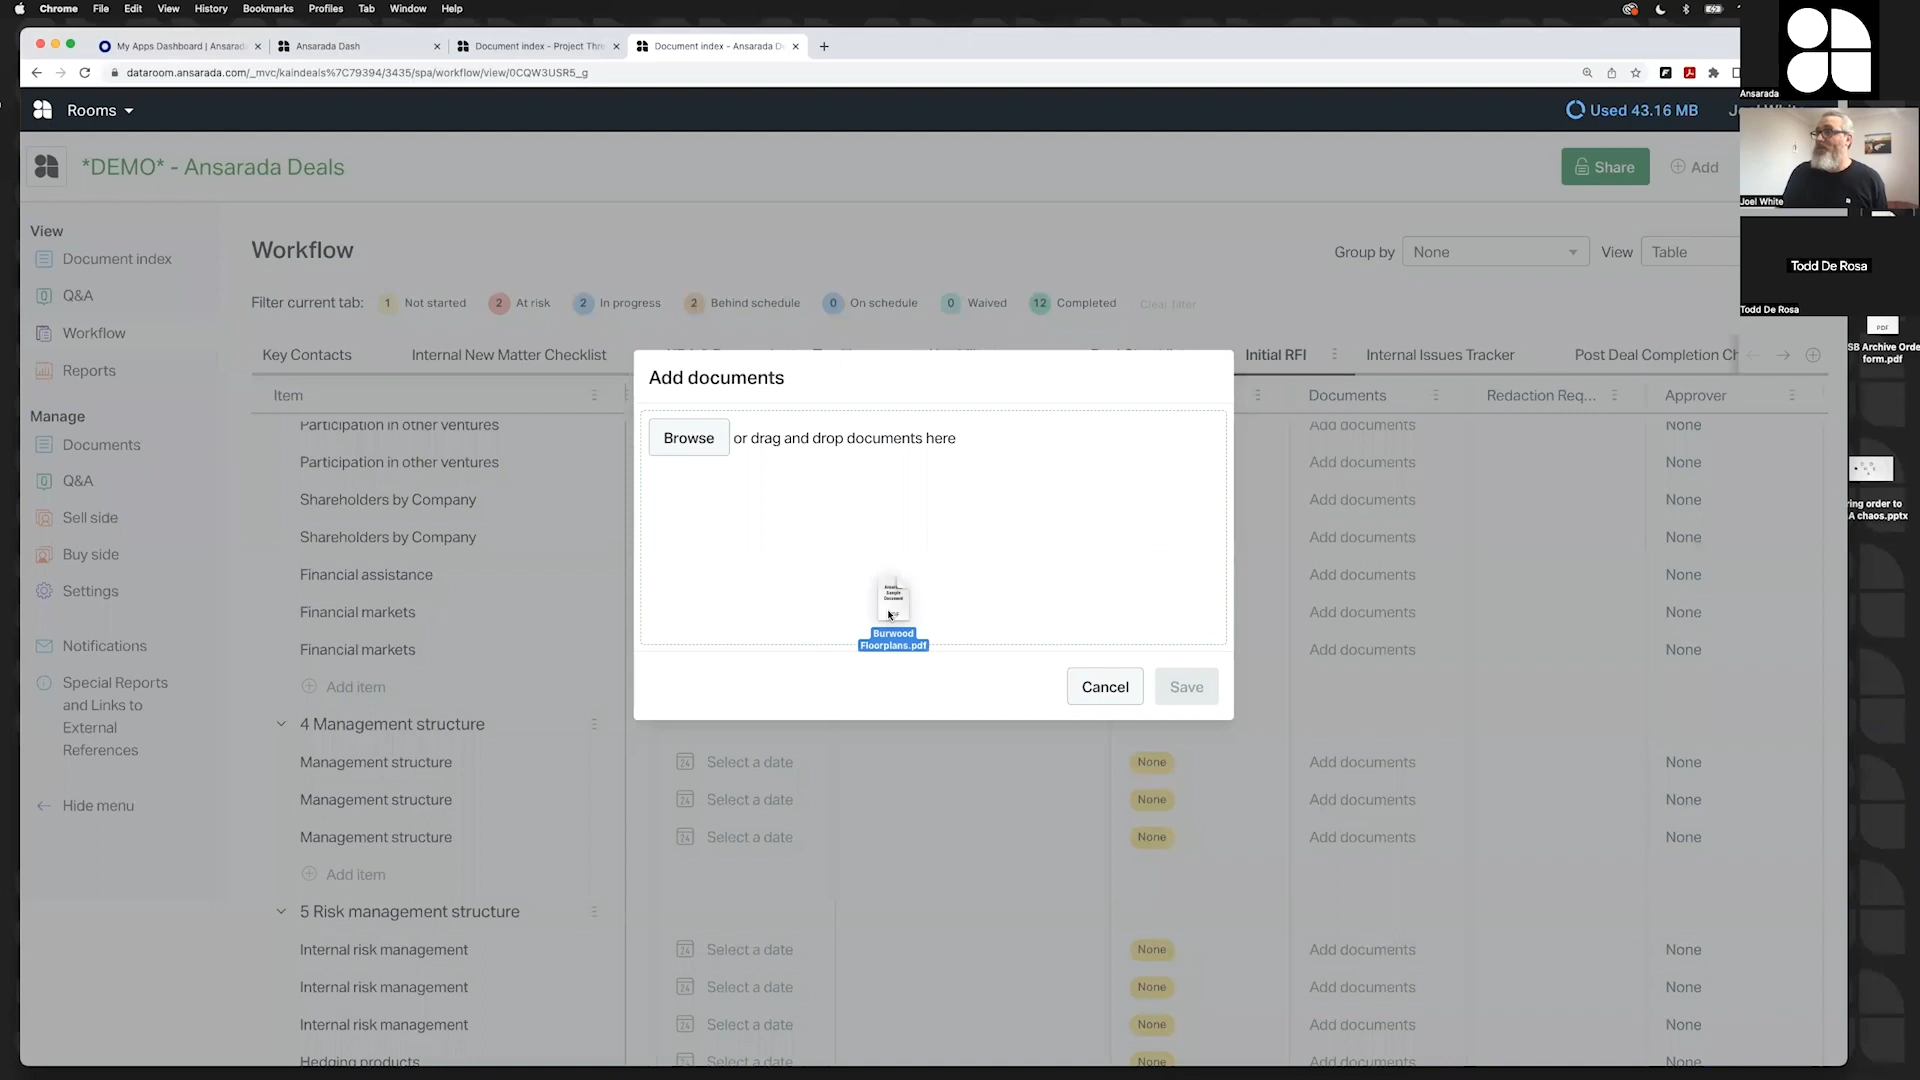 Chrome File Edit View History Bookmarks Profiles Tab Window Help
My Apps Dashboard | Ansarad
Ansarada Dash
Document index - Project Thre
Document index - Ansarada D
dataroom.ansarada.com/_mvc/kaindeals%7C79394/3435/spa/workflow/view/0CQW3USR5_g
Rooms
Used 43.16 MB
*DEMO* - Ansarada Deals
Share
Add
Ansarada
Joel White
Todd De Rosa
Todd De Rosa
View
Document index
Q&A
Workflow
Reports
Manage
Documents
Q&A
Sell side
Buy side
Settings
Notifications
Special Reports
and Links to
External
References
Hide menu
Workflow
Group by None View Table
Filter current tab: 1 Not started 2 At risk 2 In progress 2 Behind schedule 0 On schedule 0 Waived 12 Completed Clear filter
Key Contacts Internal New Matter Checklist Initial RFI Internal Issues Tracker Post Deal Completion Ch
Item Documents Redaction Req... Approver
Participation in other ventures Add documents None
Participation in other ventures Add documents None
Shareholders by Company Add documents None
Shareholders by Company Add documents None
Financial assistance Add documents None
Financial markets Add documents None
Financial markets Add documents None
Add item
4 Management structure
Management structure 24 Select a date None Add documents None
Management structure 24 Select a date None Add documents None
Management structure 24 Select a date None Add documents None
Add item
5 Risk management structure
Internal risk management 24 Select a date None Add documents None
Internal risk management 24 Select a date None Add documents None
Internal risk management 24 Select a date None Add documents None
Hedging products 24 Select a date None Add documents None
Add documents
Browse or drag and drop documents here
Sample
Document
Burwood
Floorplans.pdf
Cancel
Save
PDF
SB Archive Orde
form.pdf
ring order to
A chaos.pptx